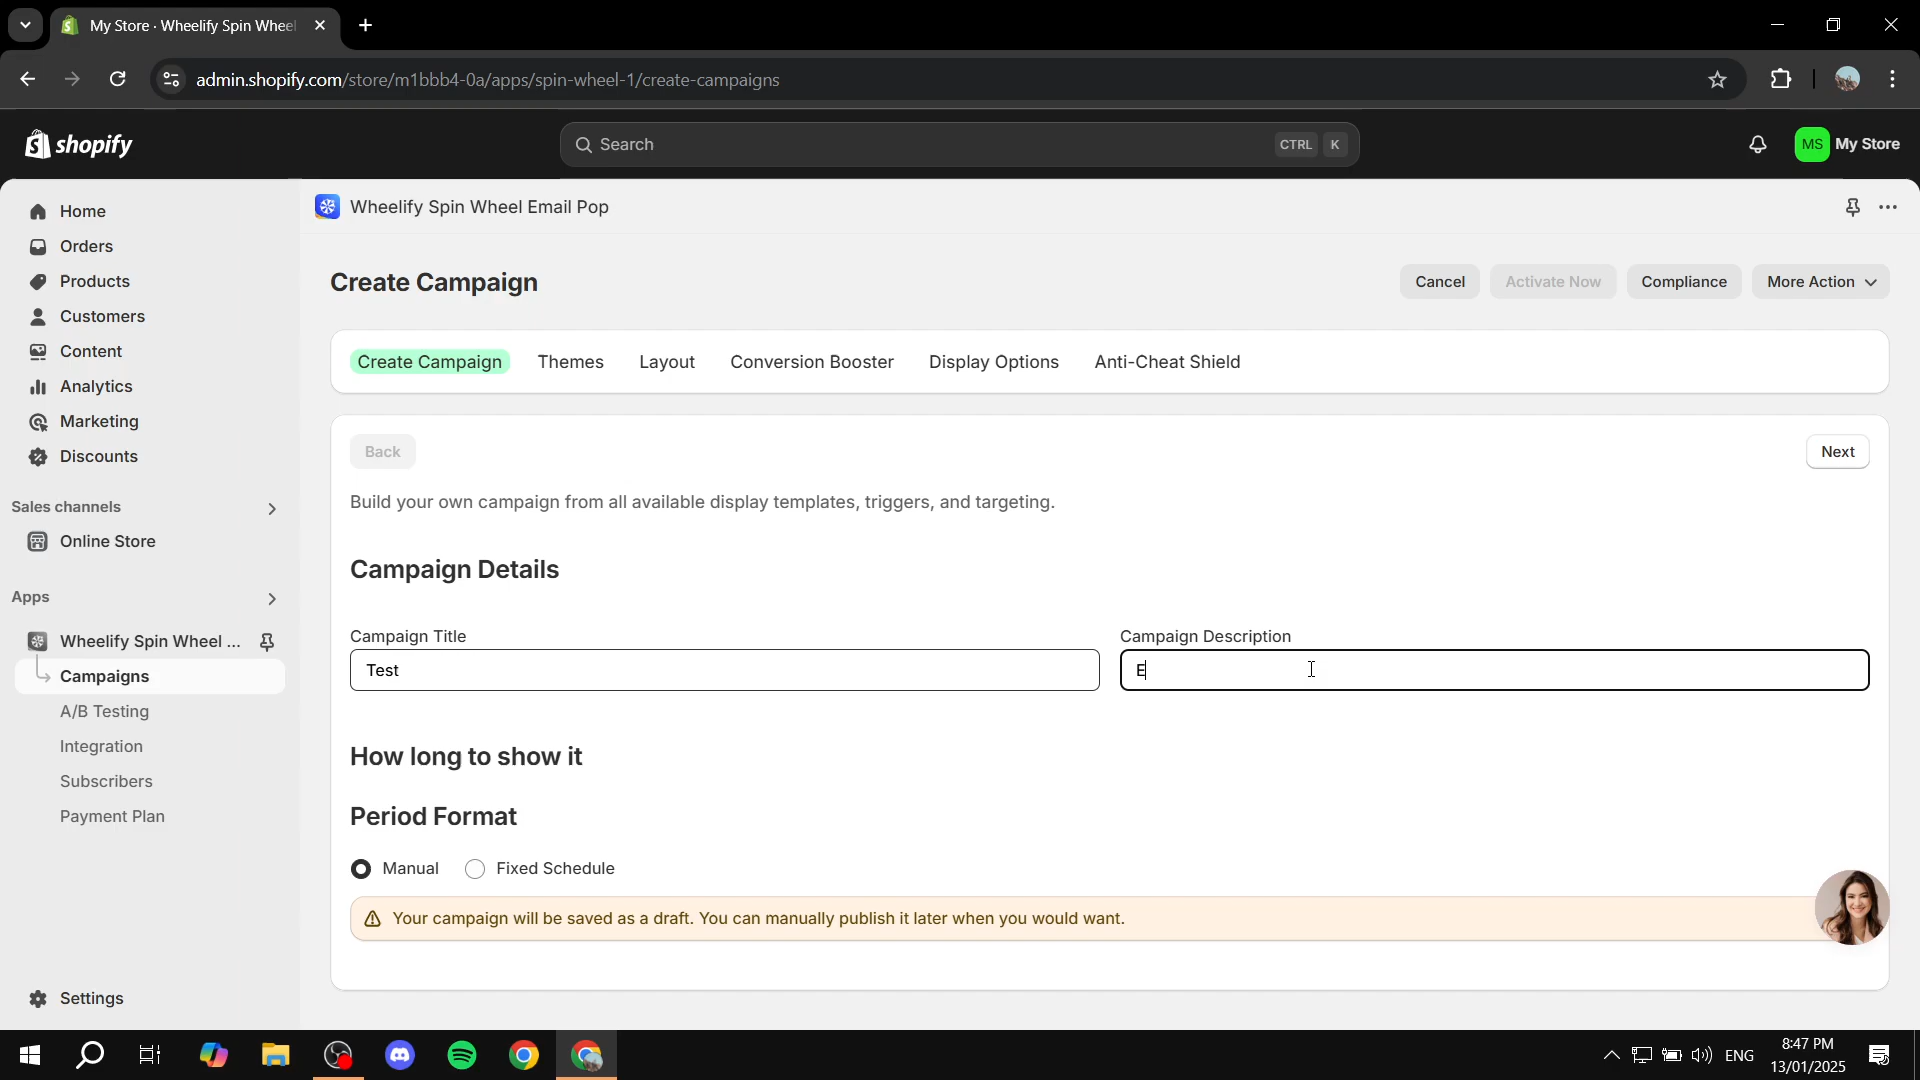 My Store · Wheelify Spin Wheel
admin.shopify.com/store/m1bbb4-0a/apps/spin-wheel-1/create-campaigns
shopify
Search
CTRL K
MS My Store
Home
Orders
Products
Customers
Content
Analytics
Marketing
Discounts
Sales channels
Online Store
Apps
Wheelify Spin Wheel ...
Campaigns
A/B Testing
Integration
Subscribers
Payment Plan
Settings
Wheelify Spin Wheel Email Pop
Create Campaign
Cancel
Activate Now
Compliance
More Action
Create Campaign Themes Layout Conversion Booster Display Options Anti-Cheat Shield
Back
Next
Build your own campaign from all available display templates, triggers, and targeting.
Campaign Details
Campaign Title
Test
Campaign Description
E
How long to show it
Period Format
Manual
Fixed Schedule
Your campaign will be saved as a draft. You can manually publish it later when you would want.
ENG
8:47 PM
13/01/2025